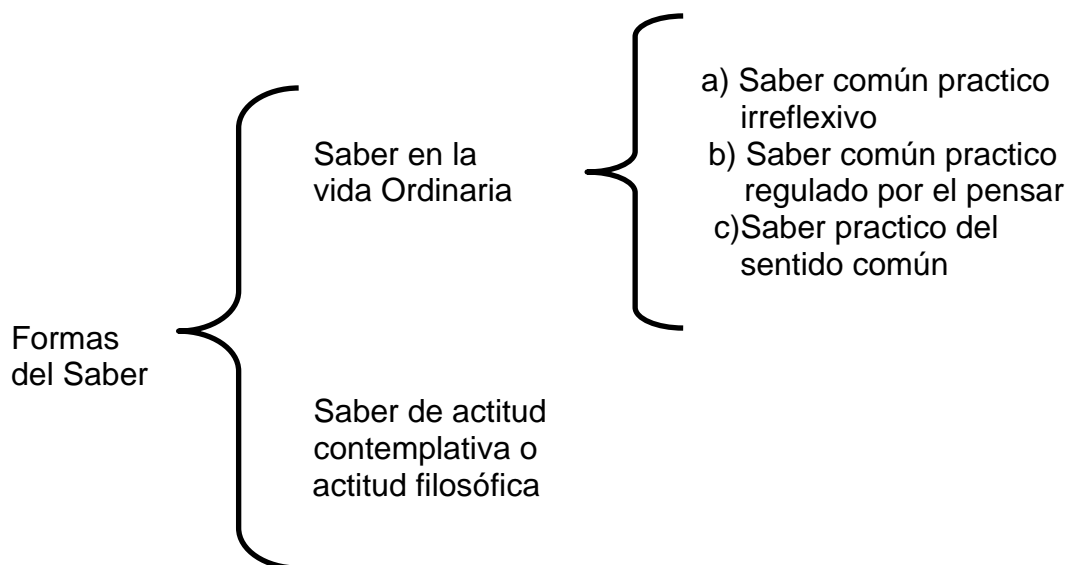 Formas
del Saber
Saber en la
vida Ordinaria
a) Saber común practico
irreflexivo
b) Saber común practico
regulado por el pensar
c)Saber practico del
sentido común
Saber de actitud
contemplativa o
actitud filosófica